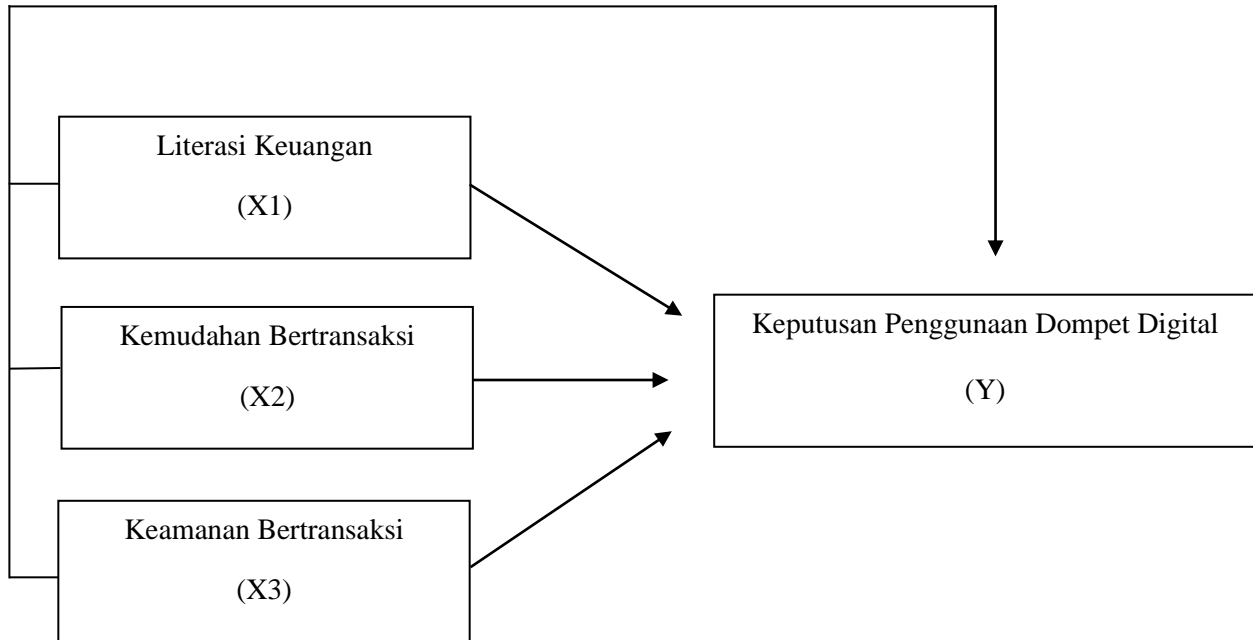 Literasi Keuangan
(X1)
Kemudahan Bertransaksi
(X2)
Keamanan Bertransaksi
(X3)
Keputusan Penggunaan Dompet Digital
(Y)